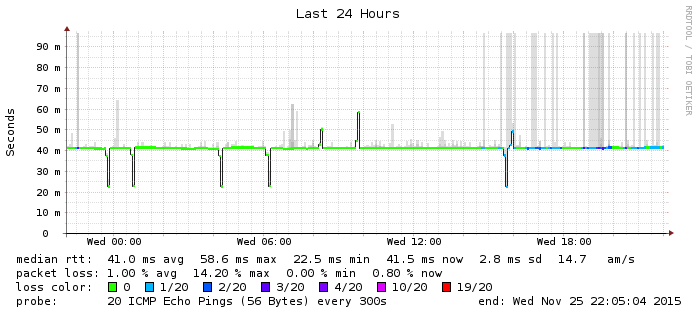 Last 24 Hours
RRDTOOL / TOBI OETIKER
Seconds
90 m
80 m
70 m
60 m
50 m
40 m
30 m
20 m
10 m
0
Wed 00:00 Wed 06:00 Wed 12:00 Wed 18:00
median rtt: 41.0 ms avg 58.6 ms max 22.5 ms min 41.5 ms now 2.8 ms sd 14.7 am/s
packet loss: 1.00 % avg 14.20 % max 0.00 % min 0.80 % now
loss color: 0 1/20 2/20 3/20 4/20 10/20 19/20
probe: 20 ICMP Echo Pings (56 Bytes) every 300s end: Wed Nov 25 22:05:04 2015